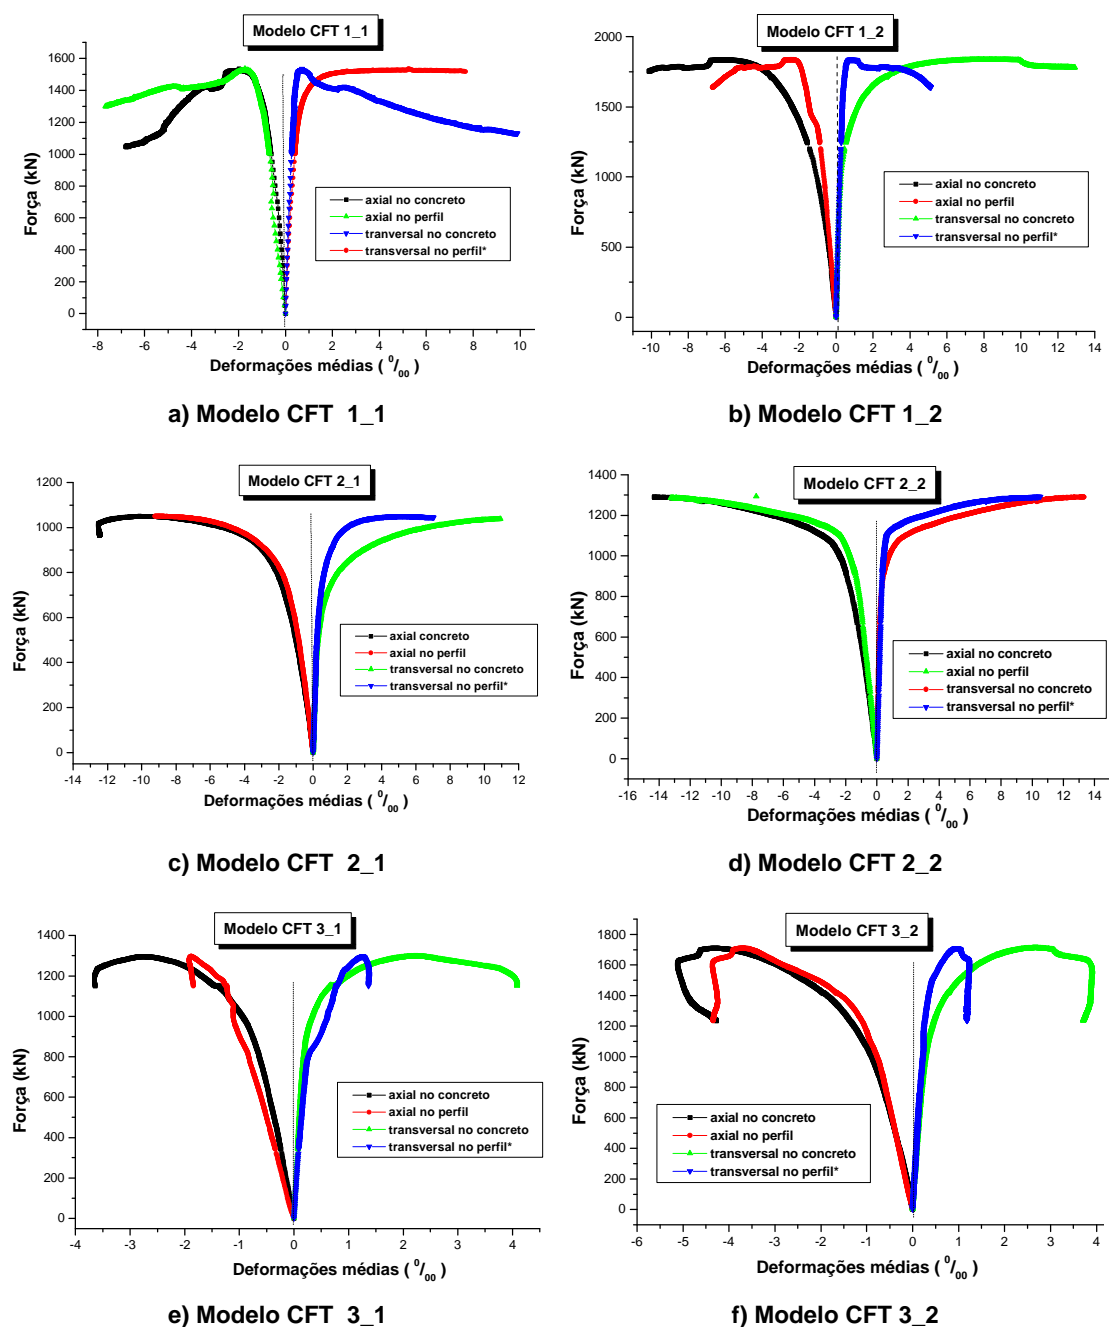 Modelo CFT 1_1
Força (kN)
1600
1400
1200
1000
800
600
400
200
0
axial no concreto
axial no perfil
tranversal no concreto
transversal no perfil*
-8 -6 -4 -2 0 2 4 6 8 10
Deformações médias ( 0/00 )
a) Modelo CFT 1_1
Modelo CFT 1_2
Força (kN)
2000
1750
1500
1250
1000
750
500
250
0
axial no concreto
axial no perfil
transversal no concreto
transversal no perfil*
-10 -8 -6 -4 -2 0 2 4 6 8 10 12 14
Deformações médias ( 0/00 )
b) Modelo CFT 1_2
Modelo CFT 2_1
Força (kN)
1200
1000
800
600
400
200
0
axial concreto
axial no perfil
transversal no concreto
transversal no perfil*
-14 -12 -10 -8 -6 -4 -2 0 2 4 6 8 10 12
Deformações médias ( 0/00 )
c) Modelo CFT 2_1
Modelo CFT 2_2
Força (kN)
1400
1200
1000
800
600
400
200
0
axial no concreto
axial no perfil
transversal no concreto
transversal no perfil*
-16 -14 -12 -10 -8 -6 -4 -2 0 2 4 6 8 10 12 14
Deformações médias ( 0/00 )
d) Modelo CFT 2_2
Modelo CFT 3_1
Força (kN)
1400
1200
1000
800
600
400
200
0
axial no concreto
axial no perfil
transversal no concreto
transversal no perfil*
-4 -3 -2 -1 0 1 2 3 4
Deformações médias ( 0/00 )
e) Modelo CFT 3_1
Modelo CFT 3_2
Força (kN)
1800
1600
1400
1200
1000
800
600
400
200
0
axial no concreto
axial no perfil
transversal no concreto
transversal no perfil*
-6 -5 -4 -3 -2 -1 0 1 2 3 4
Deformações médias ( 0/00 )
f) Modelo CFT 3_2